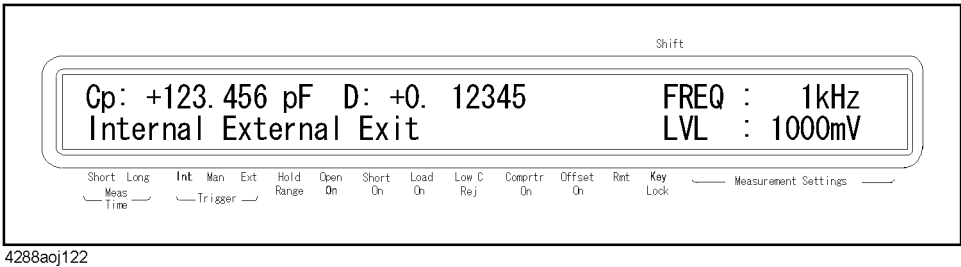 Shift
Cp: +123.456 pF D: +0. 12345 FREQ : 1kHz
Internal External Exit LVL : 1000mV
Short Long Int Man Ext Hold Open Short Load Low C Comprtr Offset Rmt Key Measurement Settings
Meas Trigger Range On On On Rej On On Lock
Time
4288aoj122